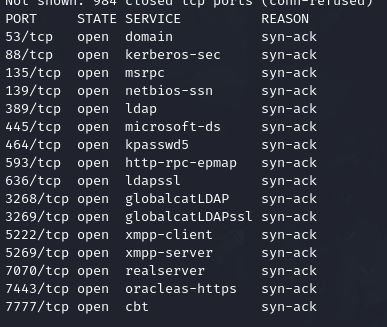 Not shown: 984 closed tcp ports (conn-refused)
PORT STATE SERVICE REASON
53/tcp open domain syn-ack
88/tcp open kerberos-sec syn-ack
135/tcp open msrpc syn-ack
139/tcp open netbios-ssn syn-ack
389/tcp open ldap syn-ack
445/tcp open microsoft-ds syn-ack
464/tcp open kpasswd5 syn-ack
593/tcp open http-rpc-epmap syn-ack
636/tcp open ldapssl syn-ack
3268/tcp open globalcatLDAP syn-ack
3269/tcp open globalcatLDAPssl syn-ack
5222/tcp open xmpp-client syn-ack
5269/tcp open xmpp-server syn-ack
7070/tcp open realserver syn-ack
7443/tcp open oracleas-https syn-ack
7777/tcp open cbt syn-ack